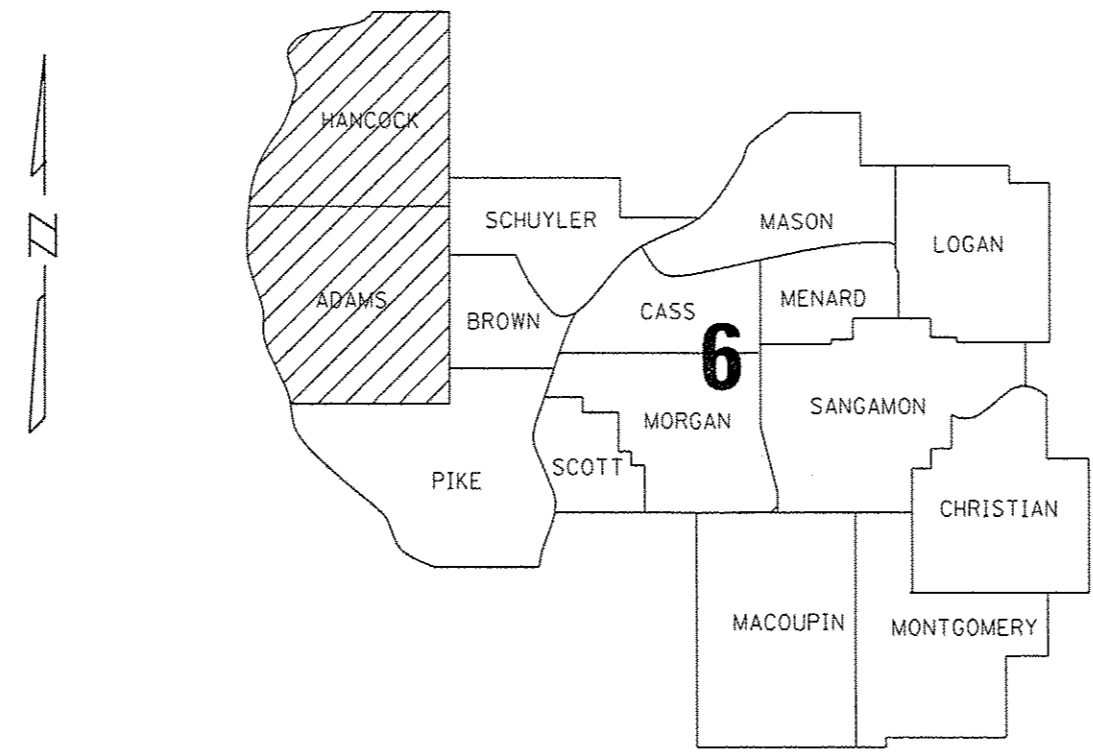 HANCOCK
SCHUYLER
MASON
LOGAN
ADAMS
BROWN
CASS
MENARD
6
MORGAN
SANGAMON
PIKE
SCOTT
CHRISTIAN
MACOUPIN
MONTGOMERY
N